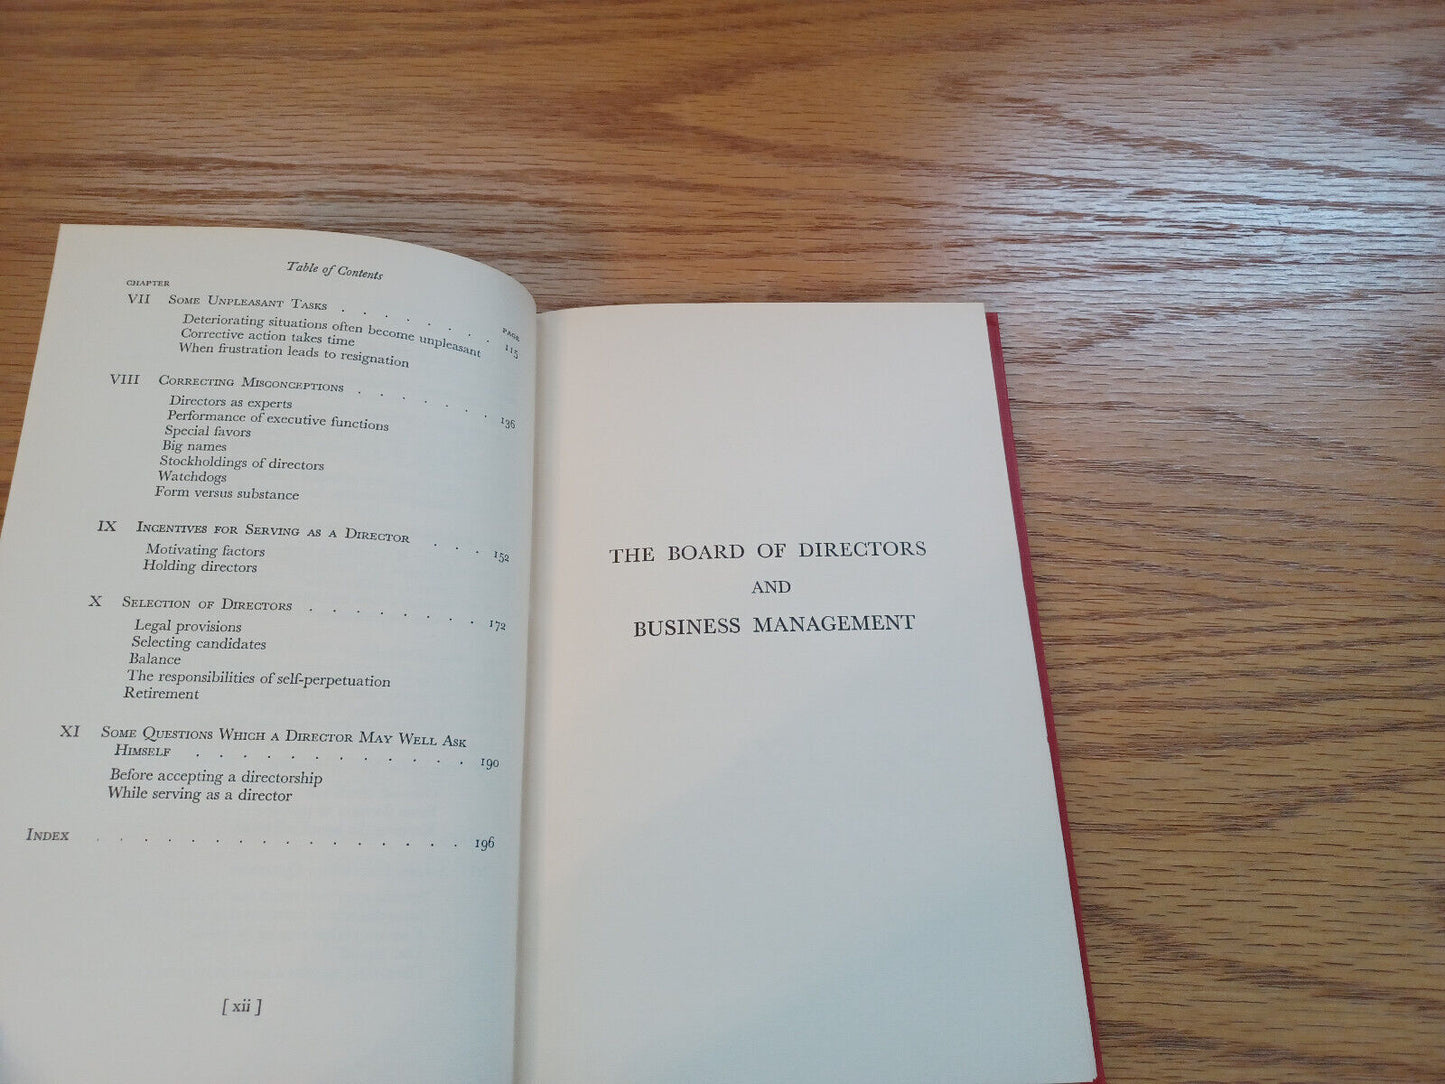 Table of Contents
CHAPTER
PAGE
VII Some Unpleasant Tasks . . . . . . . 115
Deteriorating situations often become unpleasant
Corrective action takes time
When frustration leads to resignation
VIII Correcting Misconceptions . . . . . . . 136
Directors as experts
Performance of executive functions
Special favors
Big names
Stockholdings of directors
Watchdogs
Form versus substance
IX Incentives for Serving as a Director . . . 152
Motivating factors
Holding directors
X Selection of Directors . . . . . . . . 172
Legal provisions
Selecting candidates
Balance
The responsibilities of self-perpetuation
Retirement
XI Some Questions Which a Director May Well Ask
Himself . . . . . . . . . . . . 190
Before accepting a directorship
While serving as a director
Index . . . . . . . . . . . . . . . 196
[ xii ]
THE BOARD OF DIRECTORS
AND
BUSINESS MANAGEMENT